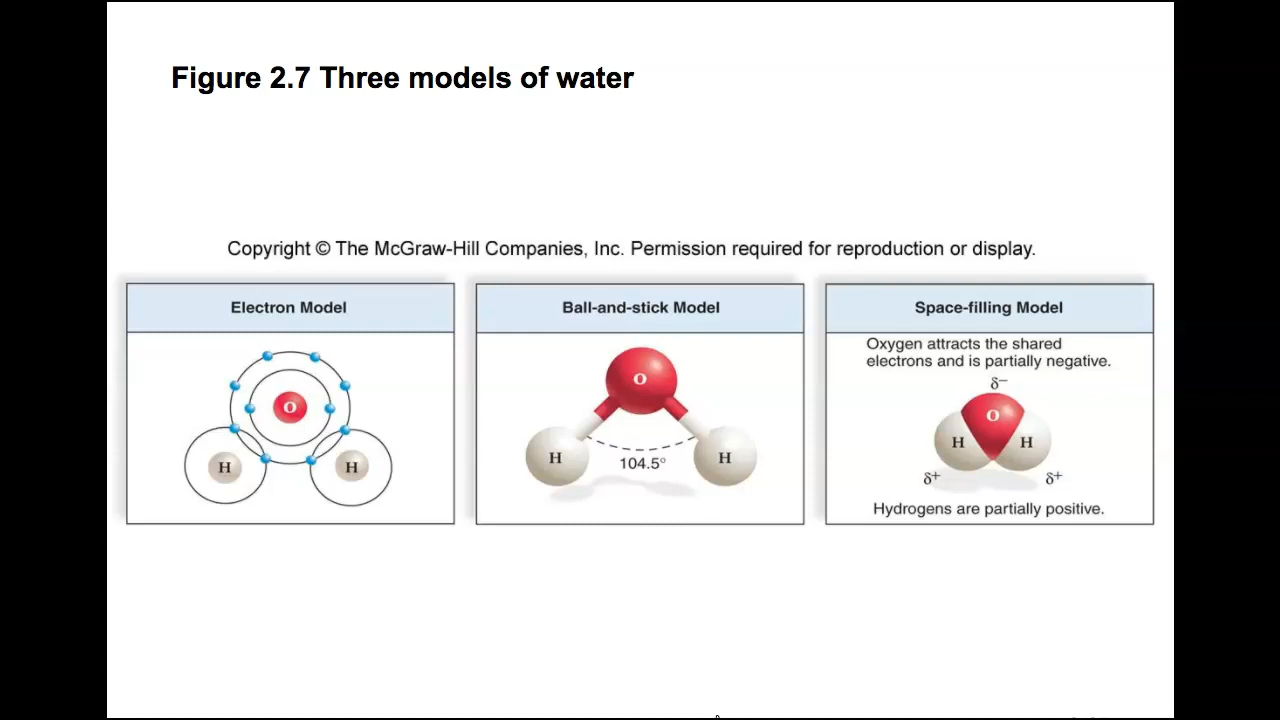 Figure 2.7 Three models of water
Copyright © The McGraw-Hill Companies, Inc. Permission required for reproduction or display.
Electron Model
O
H
H
Ball-and-stick Model
O
H
H
104.5°
Space-filling Model
Oxygen attracts the shared
electrons and is partially negative.
δ−
O
H
H
δ+
δ+
Hydrogens are partially positive.